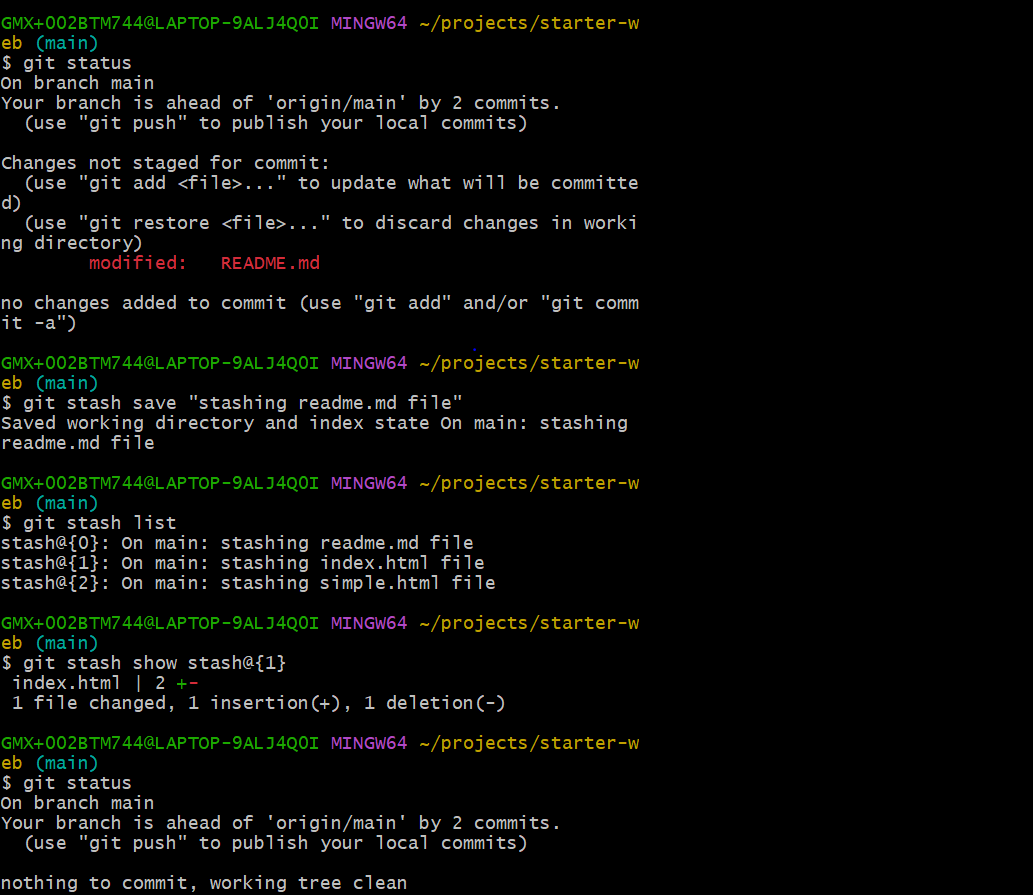 GMX+002BTM744@LAPTOP-9ALJ4Q0I MINGW64 ~/projects/starter-w
eb (main)
$ git status
On branch main
Your branch is ahead of 'origin/main' by 2 commits.
  (use "git push" to publish your local commits)

Changes not staged for commit:
  (use "git add <file>..." to update what will be committe
d)
  (use "git restore <file>..." to discard changes in worki
ng directory)
        modified:   README.md

no changes added to commit (use "git add" and/or "git comm
it -a")

GMX+002BTM744@LAPTOP-9ALJ4Q0I MINGW64 ~/projects/starter-w
eb (main)
$ git stash save "stashing readme.md file"
Saved working directory and index state On main: stashing
readme.md file

GMX+002BTM744@LAPTOP-9ALJ4Q0I MINGW64 ~/projects/starter-w
eb (main)
$ git stash list
stash@{0}: On main: stashing readme.md file
stash@{1}: On main: stashing index.html file
stash@{2}: On main: stashing simple.html file

GMX+002BTM744@LAPTOP-9ALJ4Q0I MINGW64 ~/projects/starter-w
eb (main)
$ git stash show stash@{1}
 index.html | 2 +-
 1 file changed, 1 insertion(+), 1 deletion(-)

GMX+002BTM744@LAPTOP-9ALJ4Q0I MINGW64 ~/projects/starter-w
eb (main)
$ git status
On branch main
Your branch is ahead of 'origin/main' by 2 commits.
  (use "git push" to publish your local commits)

nothing to commit, working tree clean